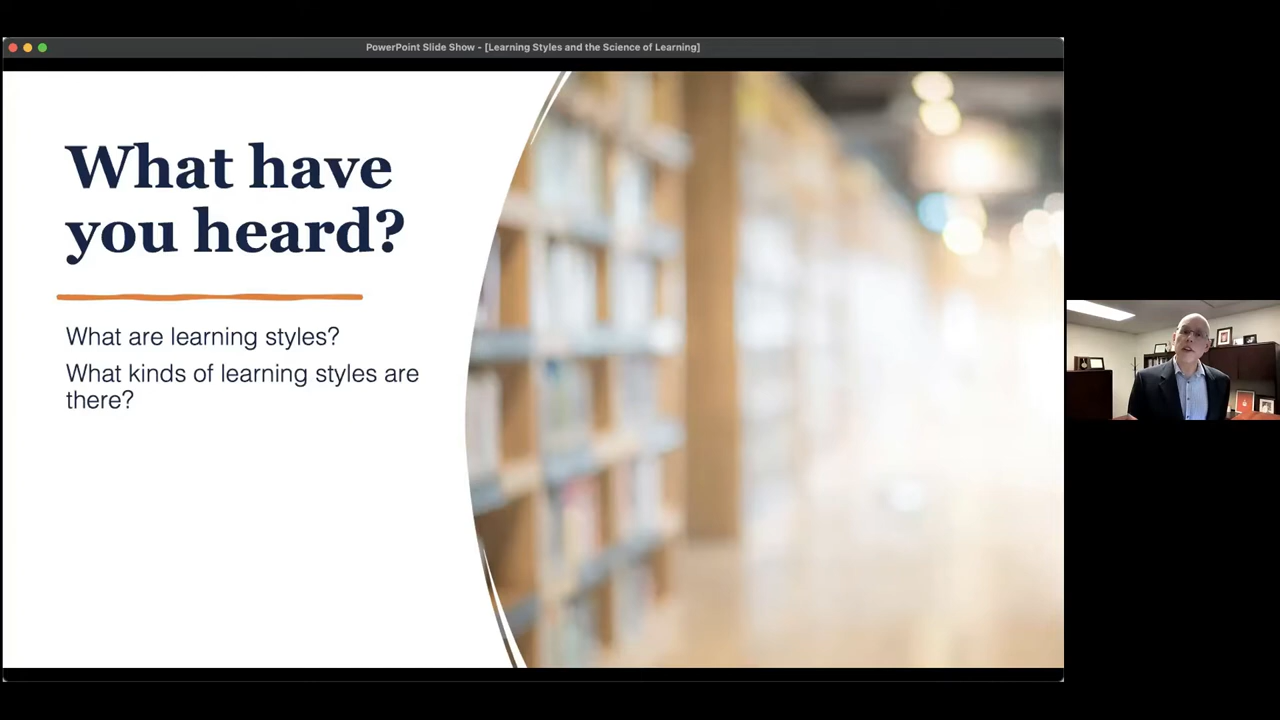 PowerPoint Slide Show - [Learning Styles and the Science of Learning]
What have
you heard?
What are learning styles?
What kinds of learning styles are
there?